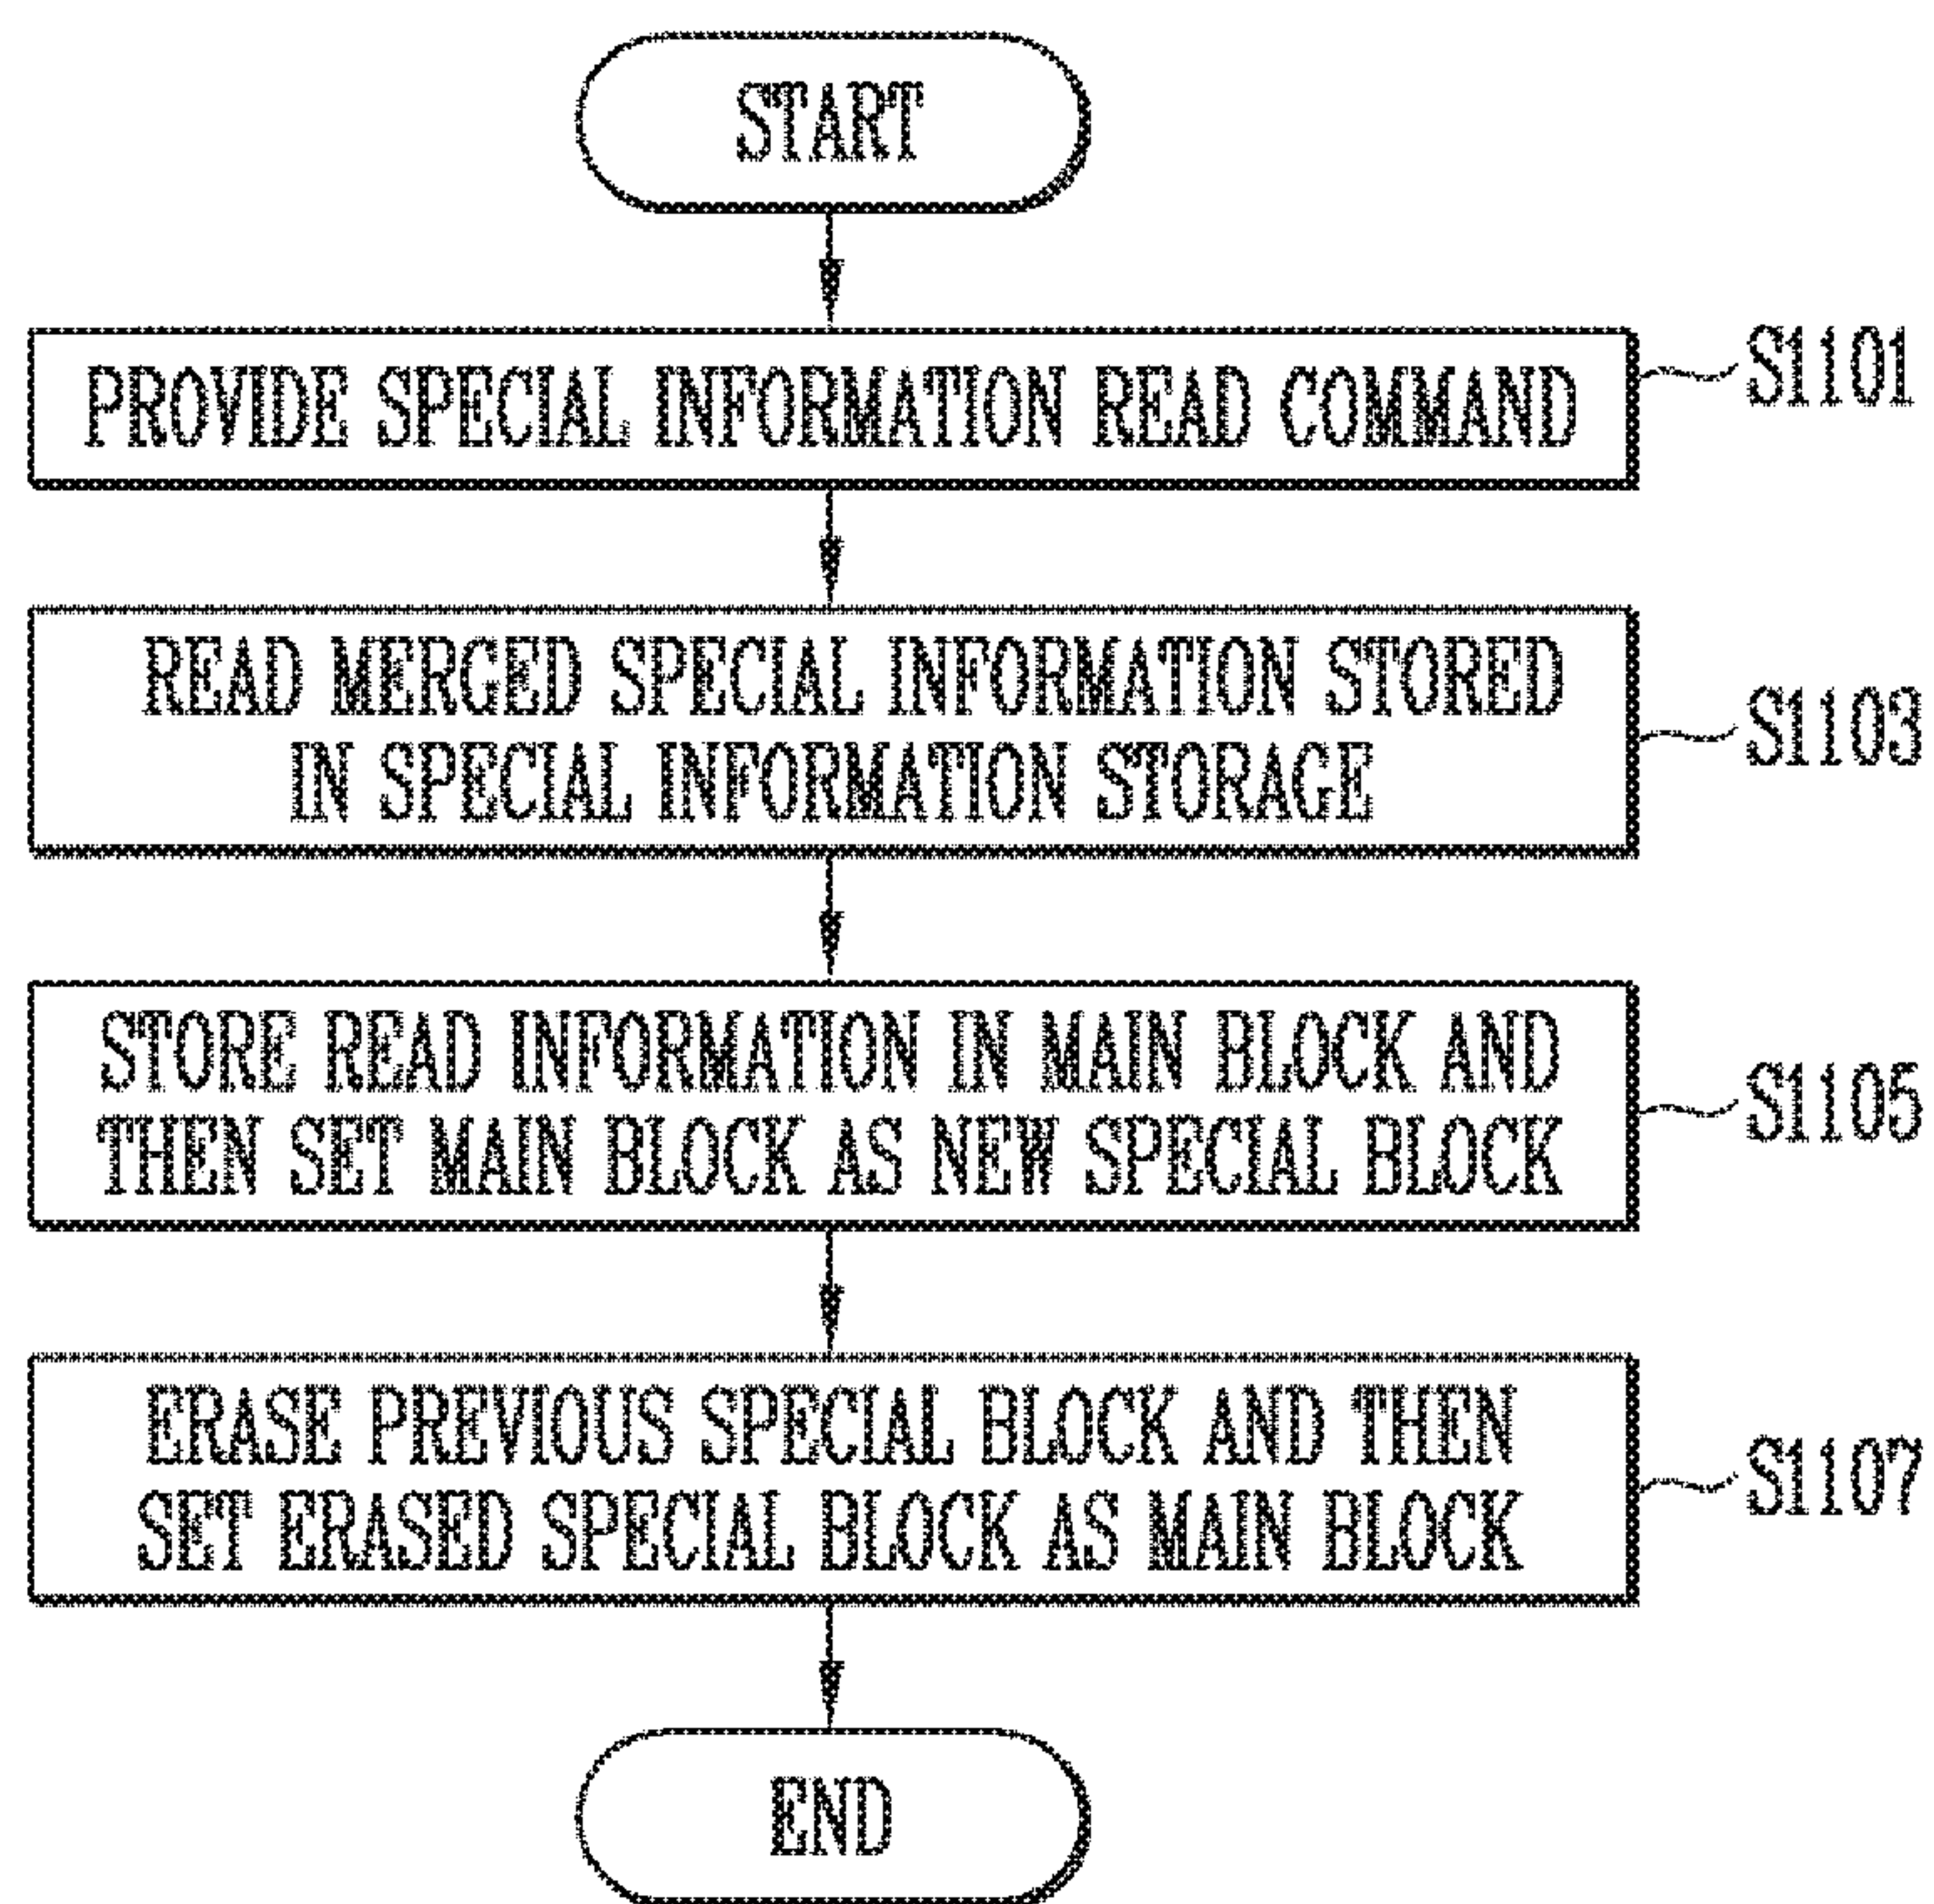 START
PROVIDE SPECIAL INFORMATION READ COMMAND
S1101
READ MERGED SPECIAL INFORMATION STORED
IN SPECIAL INFORMATION STORAGE
S1103
STORE READ INFORMATION IN MAIN BLOCK AND
THEN SET MAIN BLOCK AS NEW SPECIAL BLOCK
S1105
ERASE PREVIOUS SPECIAL BLOCK AND THEN
SET ERASED SPECIAL BLOCK AS MAIN BLOCK
S1107
END